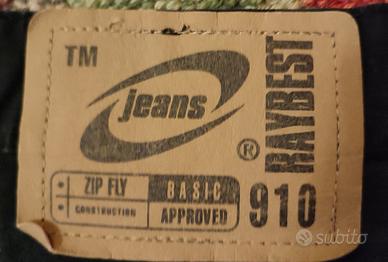 TM
jeans
® RAYBEST
ZIP FLY BASIC
CONSTRUCTION APPROVED
910
subito